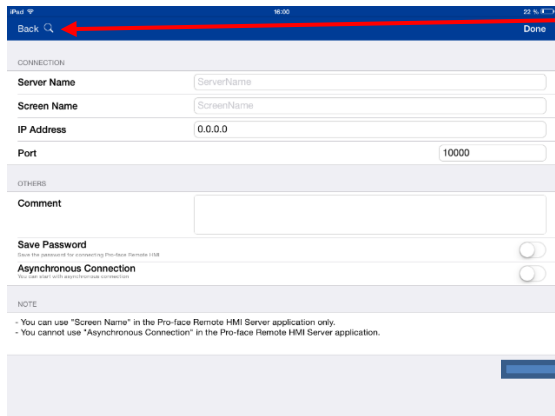 iPad 16:00 22 %
Back Done
CONNECTION
Server Name ServerName
Screen Name ScreenName
IP Address 0.0.0.0
Port 10000
OTHERS
Comment
Save Password
Save the password for connecting Pro-face Remote HMI
Asynchronous Connection
You can start with asynchronous connection
NOTE
- You can use "Screen Name" in the Pro-face Remote HMI Server application only.
- You cannot use "Asynchronous Connection" in the Pro-face Remote HMI Server application.